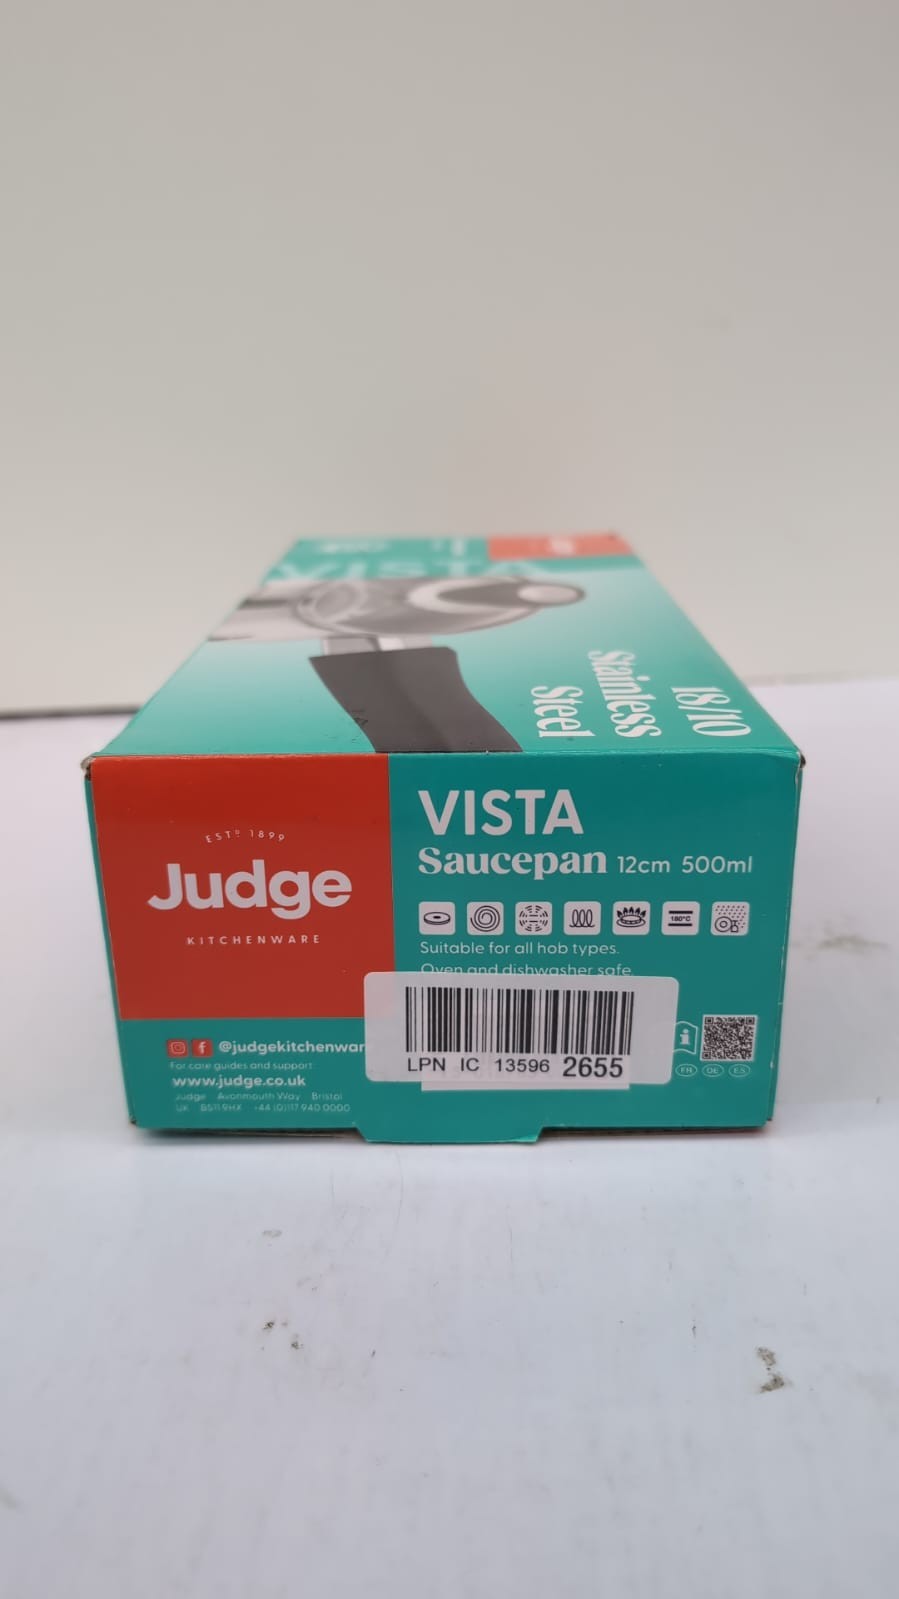 VISTA
18/10
Stainless
Steel
ESTD 1899
Judge
KITCHENWARE
VISTA
Saucepan 12cm 500ml
180°C
Suitable for all hob types.
Oven and dishwasher safe.
LPN IC 13596 2655
@judgekitchenwar
For care guides and support:
www.judge.co.uk
Judge Avonmouth Way Bristol
UK BS11 9HX +44 (0)117 940 0000
i
FR DE ES